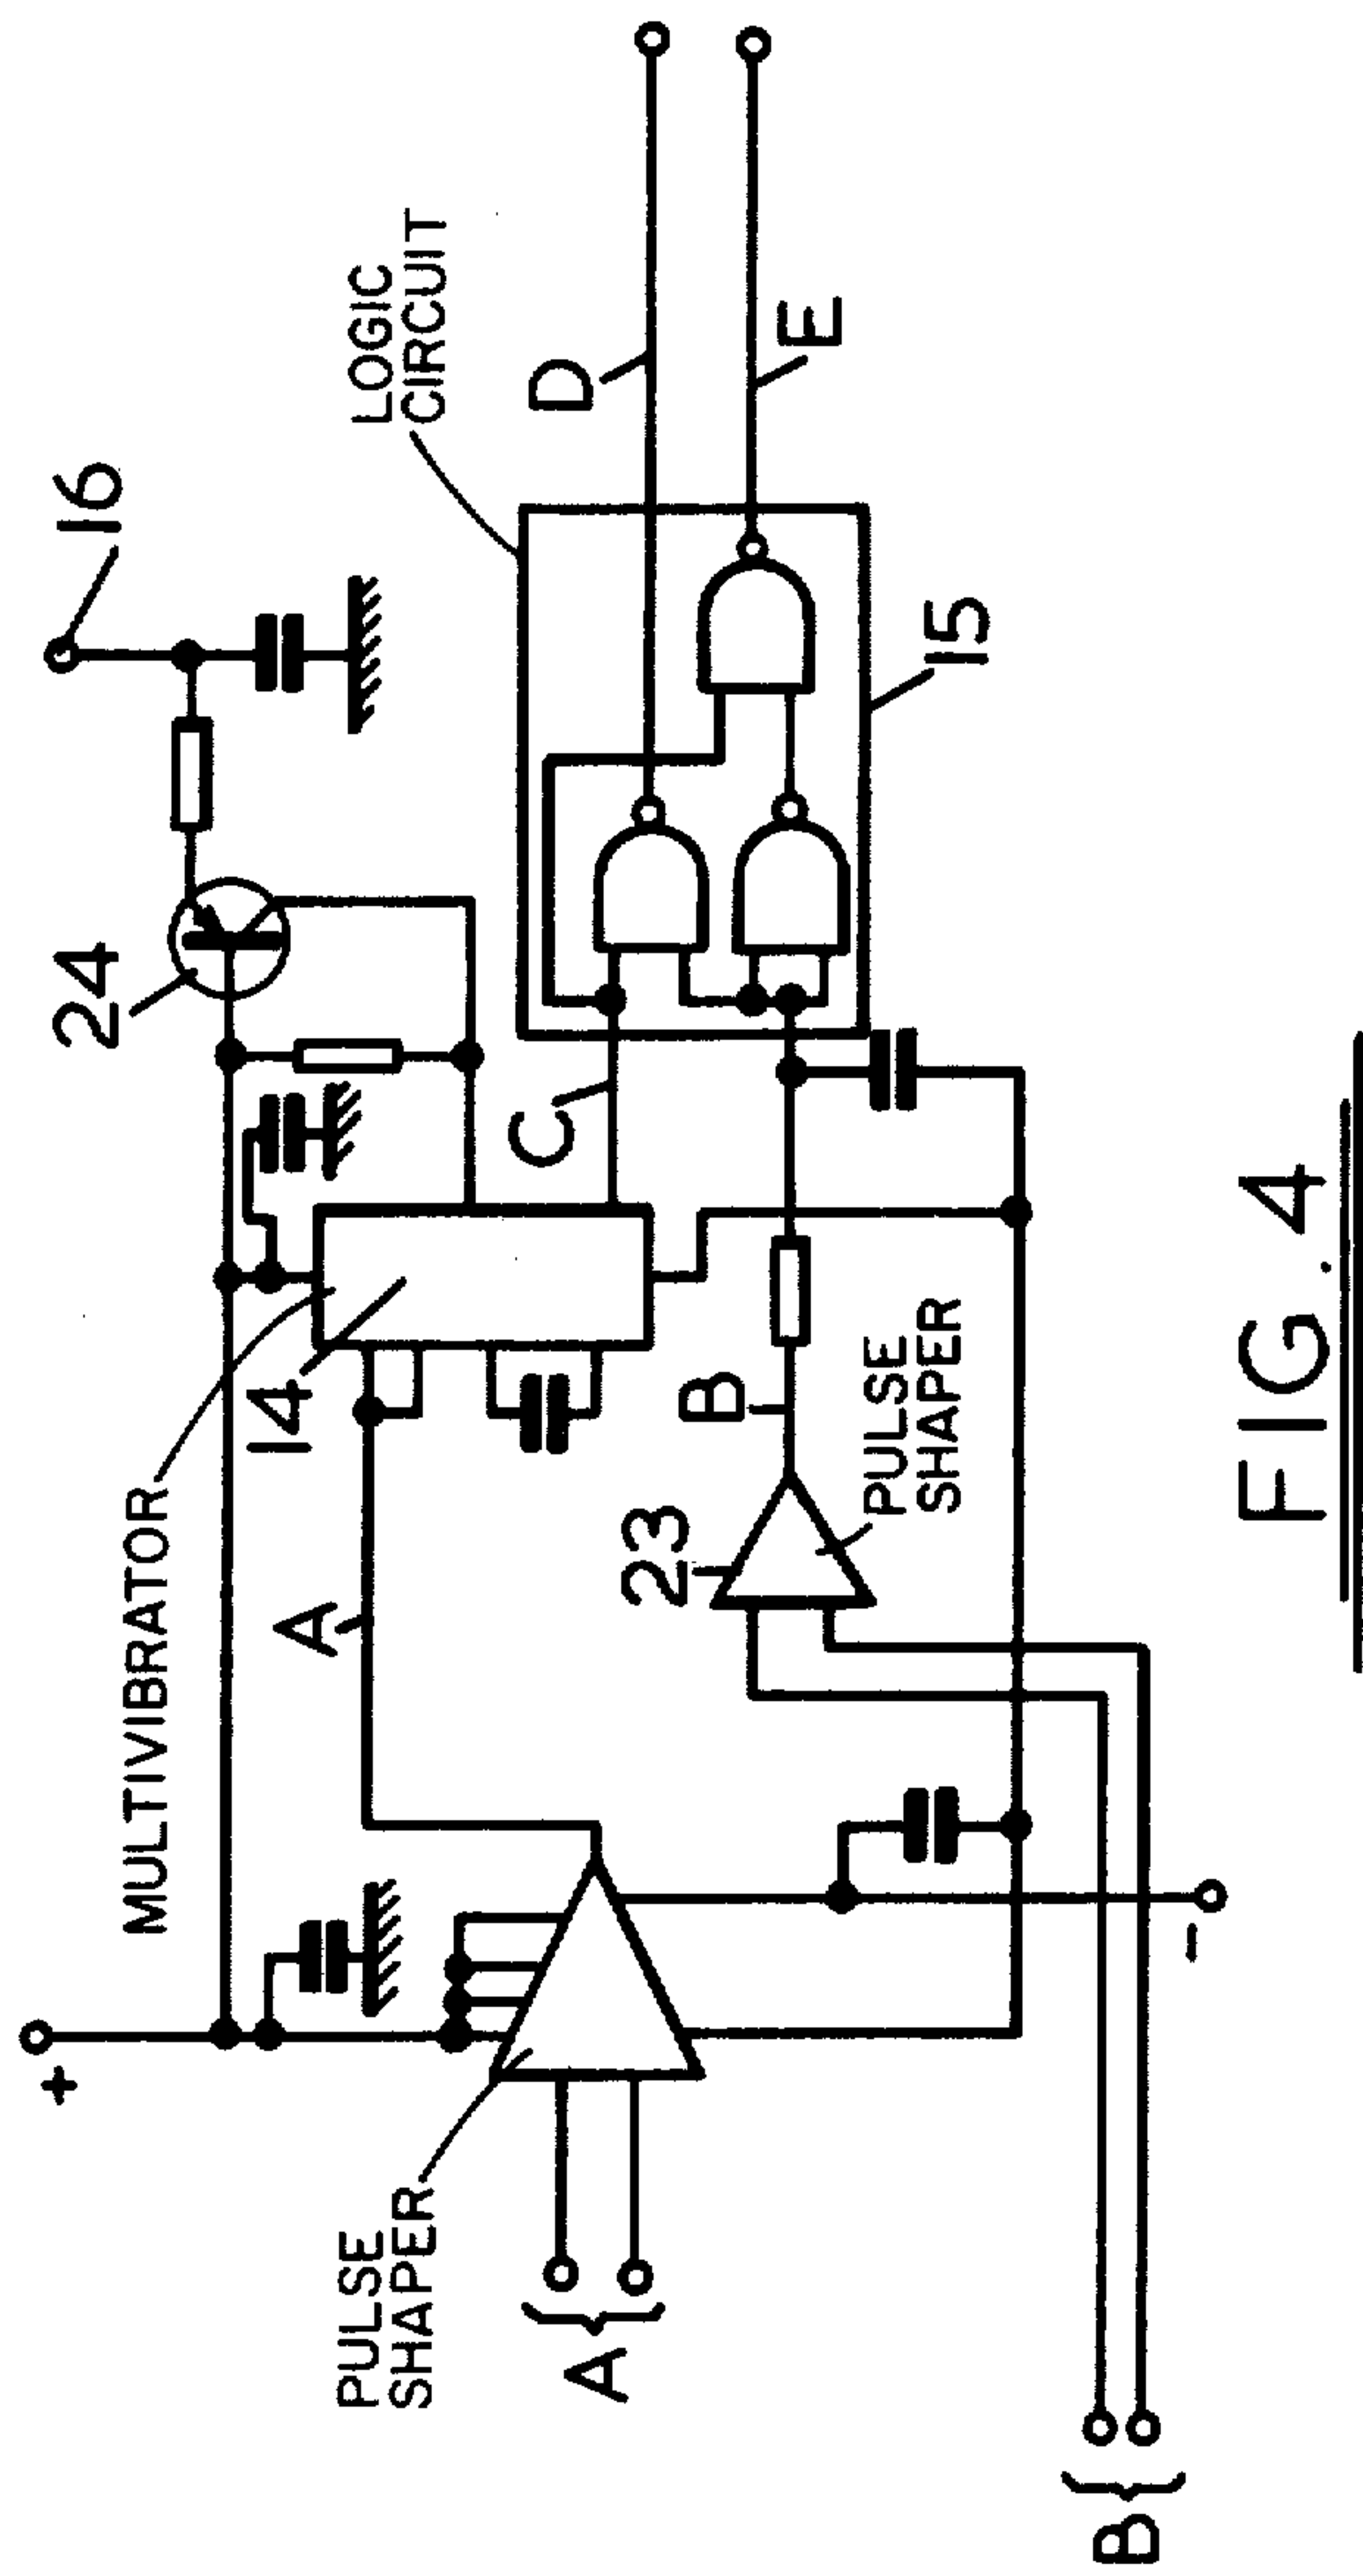 16
24
LOGIC
CIRCUIT
D
E
15
C
MULTIVIBRATOR
14
A
B
23
PULSE
SHAPER
+
-
PULSE
SHAPER
A
B
FIG. 4